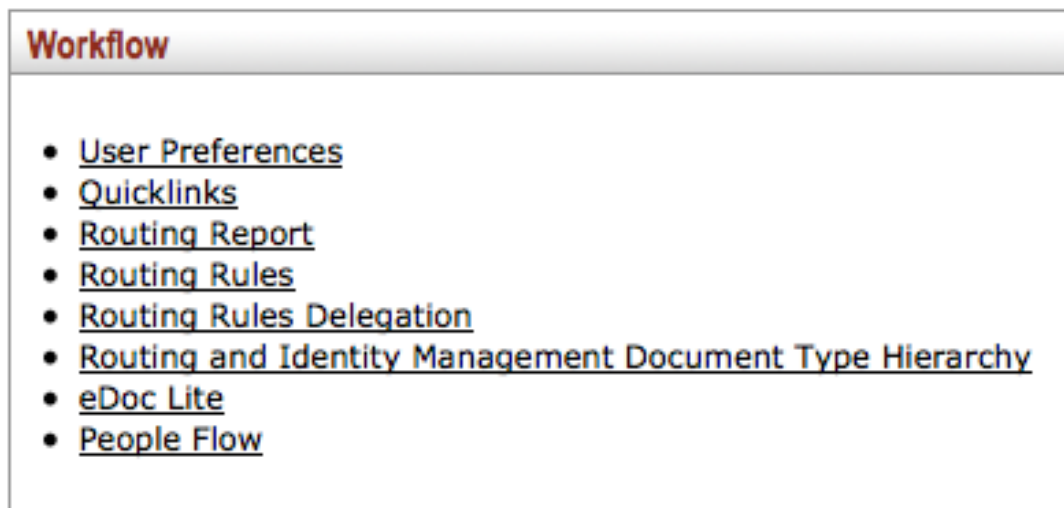 Workflow
User Preferences
Quicklinks
Routing Report
Routing Rules
Routing Rules Delegation
Routing and Identity Management Document Type Hierarchy
eDoc Lite
People Flow